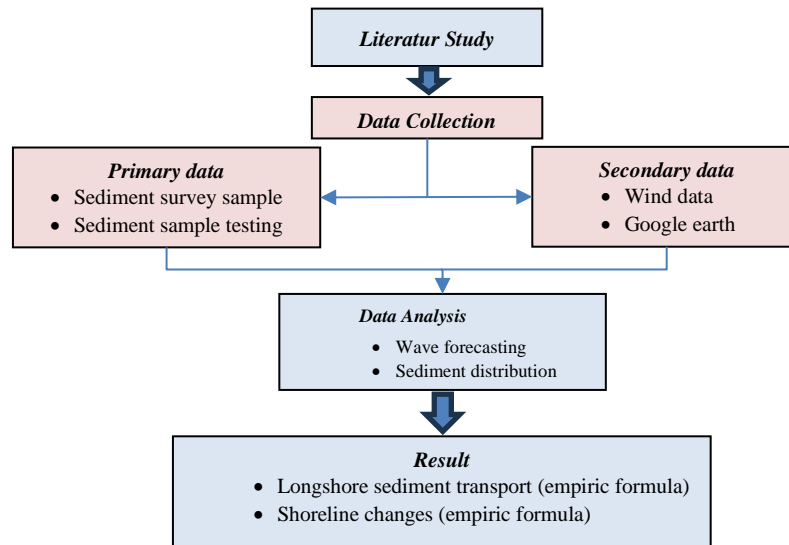 Literatur Study
Data Collection
Primary data
• Sediment survey sample
• Sediment sample testing
Secondary data
• Wind data
• Google earth
Data Analysis
• Wave forecasting
• Sediment distribution
Result
• Longshore sediment transport (empiric formula)
• Shoreline changes (empiric formula)